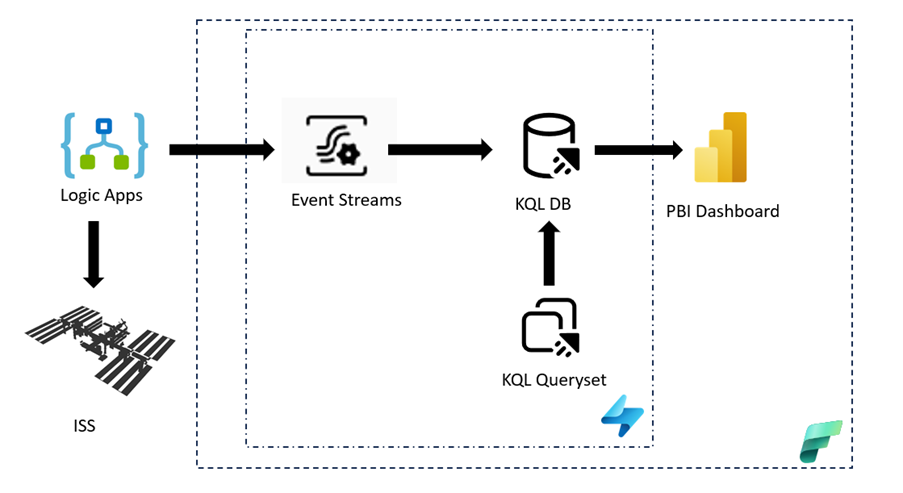 Logic Apps
Event Streams
KQL DB
PBI Dashboard
KQL Queryset
ISS